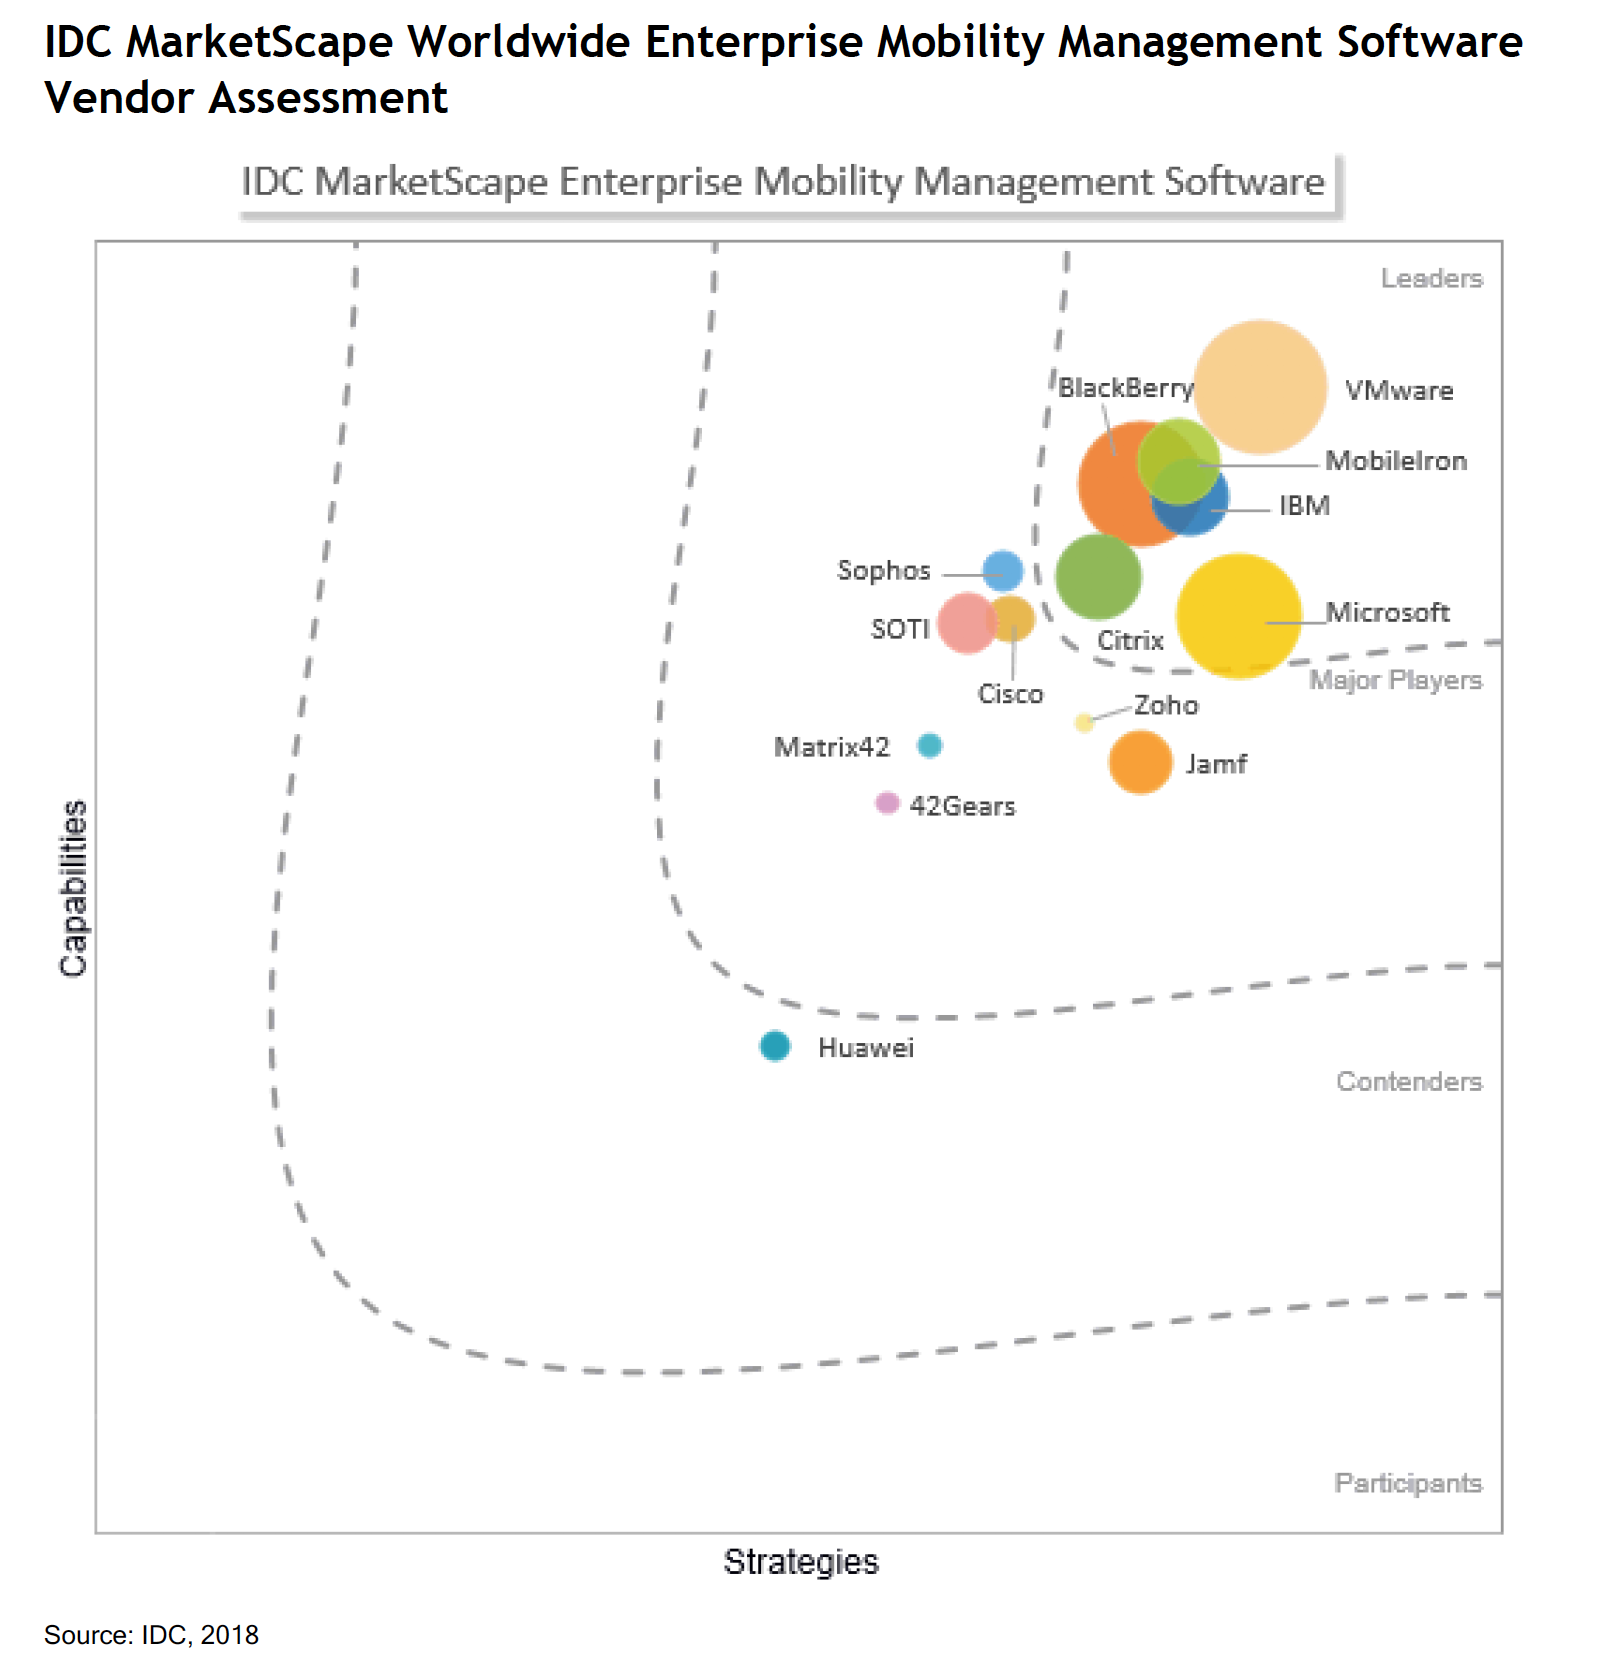 IDC MarketScape Worldwide Enterprise Mobility Management Software
Vendor Assessment
IDC MarketScape Enterprise Mobility Management Software
Leaders
BlackBerry
VMware
MobileIron
IBM
Sophos
Microsoft
SOTI
Citrix
Major Players
Cisco
Zoho
Matrix42
Jamf
42Gears
Capabilities
Huawei
Contenders
Participants
Strategies
Source: IDC, 2018